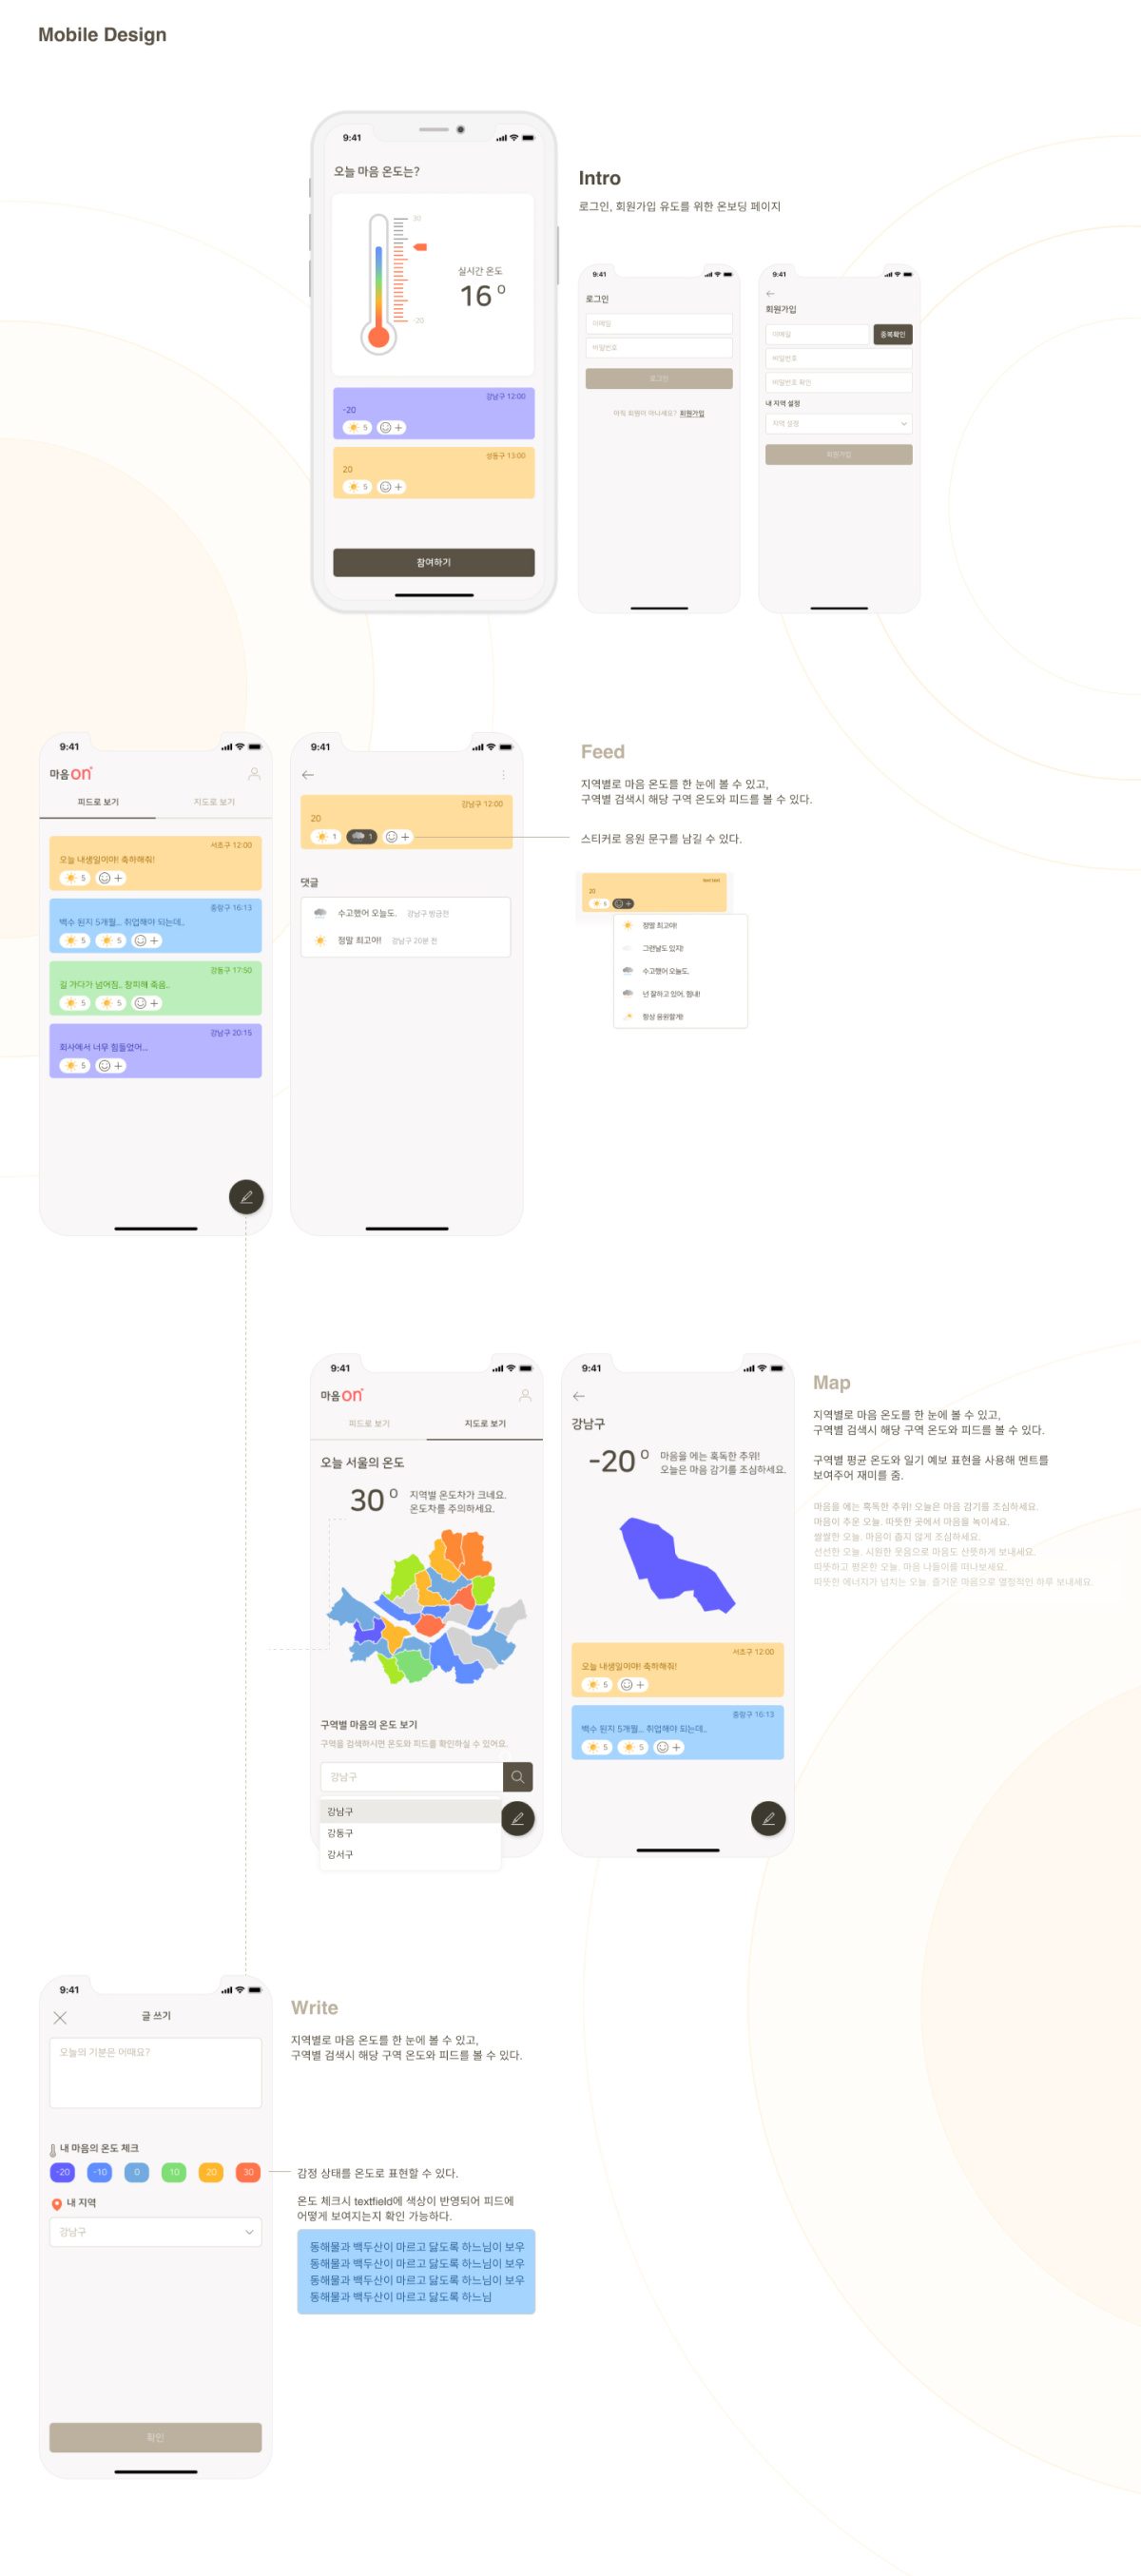 Mobile Design
9:41
오늘 마음 온도는?
30
-20
실시간 온도
16°
강남구 12:00
-20
5
성동구 13:00
20
5
참여하기
Intro
로그인, 회원가입 유도를 위한 온보딩 페이지
9:41
로그인
이메일
비밀번호
로그인
아직 회원이 아니세요? 회원가입
9:41
회원가입
이메일
중복확인
비밀번호
비밀번호 확인
내 지역 설정
지역 설정
회원가입
9:41
마음on
피드로 보기
지도로 보기
서초구 12:00
오늘 내생일이야! 축하해줘!
5
중랑구 16:13
백수 된지 5개월... 취업해야 되는데..
5
5
강동구 17:50
길 가다가 넘어짐.. 창피해 죽음..
5
5
강남구 20:15
회사에서 너무 힘들었어...
5
9:41
강남구 12:00
20
1
1
댓글
수고했어 오늘도. 강남구 방금전
정말 최고야! 강남구 20분 전
Feed
지역별로 마음 온도를 한 눈에 볼 수 있고,
구역별 검색시 해당 구역 온도와 피드를 볼 수 있다.
스티커로 응원 문구를 남길 수 있다.
20
5
정말 최고야!
그런날도 있지!
수고했어 오늘도.
넌 잘하고 있어. 힘내!
항상 응원할게!
9:41
마음on
피드로 보기
지도로 보기
오늘 서울의 온도
30°
지역별 온도차가 크네요.
온도차를 주의하세요.
구역별 마음의 온도 보기
구역을 검색하시면 온도와 피드를 확인하실 수 있어요.
강남구
강남구
강동구
강서구
9:41
강남구
-20°
마음을 에는 혹독한 추위!
오늘은 마음 감기를 조심하세요.
서초구 12:00
오늘 내생일이야! 축하해줘!
5
중랑구 16:13
백수 된지 5개월... 취업해야 되는데..
5
5
Map
지역별로 마음 온도를 한 눈에 볼 수 있고,
구역별 검색시 해당 구역 온도와 피드를 볼 수 있다.
구역별 평균 온도와 일기 예보 표현을 사용해 멘트를
보여주어 재미를 줌.
마음을 에는 혹독한 추위! 오늘은 마음 감기를 조심하세요.
마음이 추운 오늘. 따뜻한 곳에서 마음을 녹이세요.
쌀쌀한 오늘. 마음이 춥지 않게 조심하세요.
선선한 오늘. 시원한 웃음으로 마음도 산뜻하게 보내세요.
따뜻하고 평온한 오늘. 마음 나들이를 떠나보세요.
따뜻한 에너지가 넘치는 오늘. 즐거운 마음으로 열정적인 하루 보내세요.
9:41
글 쓰기
오늘의 기분은 어때요?
내 마음의 온도 체크
-20
-10
0
10
20
30
내 지역
강남구
확인
Write
지역별로 마음 온도를 한 눈에 볼 수 있고,
구역별 검색시 해당 구역 온도와 피드를 볼 수 있다.
감정 상태를 온도로 표현할 수 있다.
온도 체크시 textfield에 색상이 반영되어 피드에
어떻게 보여지는지 확인 가능하다.
동해물과 백두산이 마르고 닳도록 하느님이 보우
동해물과 백두산이 마르고 닳도록 하느님이 보우
동해물과 백두산이 마르고 닳도록 하느님이 보우
동해물과 백두산이 마르고 닳도록 하느님